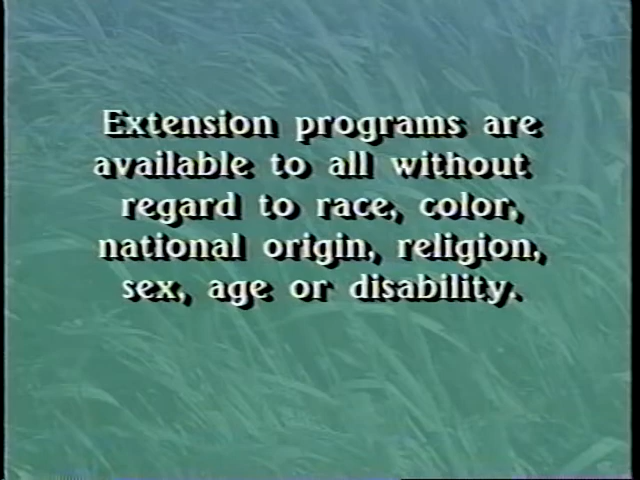 Extension programs are
available to all without
regard to race, color,
national origin, religion,
sex, age or disability.